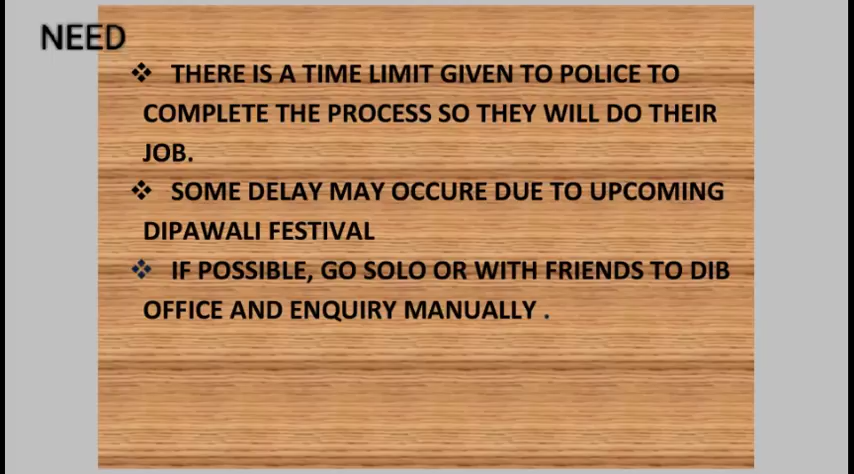 NEED
❖ THERE IS A TIME LIMIT GIVEN TO POLICE TO
COMPLETE THE PROCESS SO THEY WILL DO THEIR
JOB.
❖ SOME DELAY MAY OCCURE DUE TO UPCOMING
DIPAWALI FESTIVAL
❖ IF POSSIBLE, GO SOLO OR WITH FRIENDS TO DIB
OFFICE AND ENQUIRY MANUALLY .